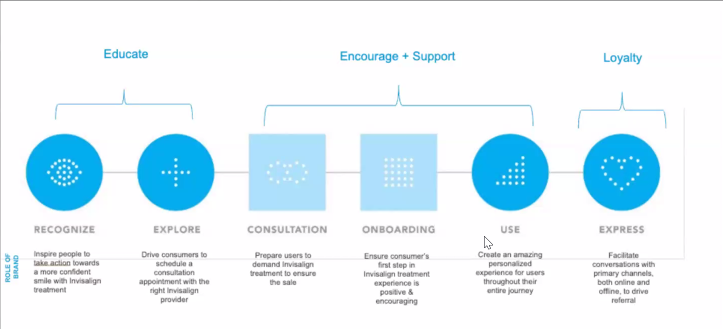 Educate
Encourage + Support
Loyalty
RECOGNIZE
EXPLORE
CONSULTATION
ONBOARDING
USE
EXPRESS
ROLE OF
BRAND
Inspire people to
take action towards
a more confident
smile with Invisalign
treatment
Drive consumers to
schedule a
consultation
appointment with the
right Invisalign
provider
Prepare users to
demand Invisalign
treatment to ensure
the sale
Ensure consumer's
first step in
Invisalign treatment
experience is
positive &
encouraging
Create an amazing
personalized
experience for users
throughout their
entire journey
Facilitate
conversations with
primary channels,
both online and
offline, to drive
referral